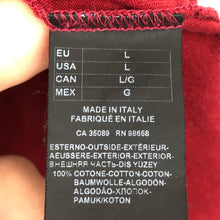 EU L
USA L
CAN L/G
MEX G
MADE IN ITALY
FABRIQUÉ EN ITALIE
CA 35089 RN 98658
ESTERNO-OUTSIDE-EXTÉRIEUR-
AEUSSERE-EXTERIOR-EXTERIOR-
ВНЕШНЯЯ ЧАСТЬ-DIS YÜZEY
100% COTONE-COTTON-COTON-
BAUMWOLLE-ALGODÓN-
ALGODÃO-ХЛОПОК-
PAMUK/KOTON